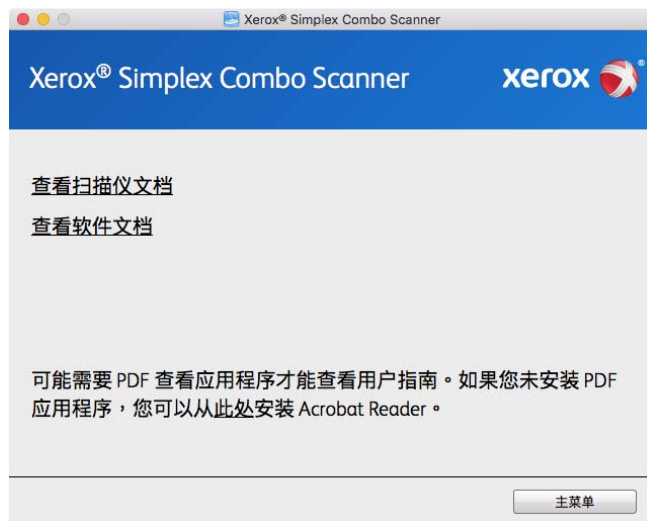 Xerox® Simplex Combo Scanner
Xerox® Simplex Combo Scanner
xerox ®
查看扫描仪文档
查看软件文档
可能需要 PDF 查看应用程序才能查看用户指南。如果您未安装 PDF
应用程序，您可以从此处安装 Acrobat Reader。
主菜单